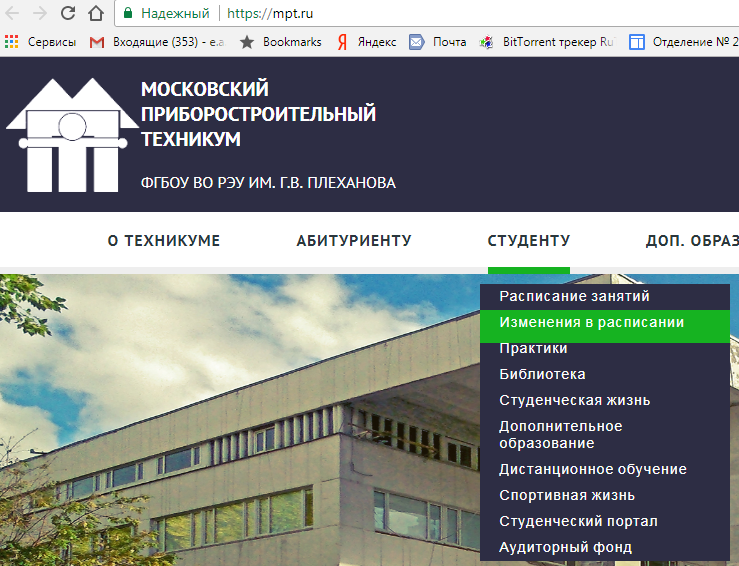 Надежный
https://mpt.ru
Сервисы
Входящие (353) - e.a
Bookmarks
Яндекс
Почта
BitTorrent трекер Ru
Отделение № 2
МОСКОВСКИЙ
ПРИБОРОСТРОИТЕЛЬНЫЙ
ТЕХНИКУМ
ФГБОУ ВО РЭУ ИМ. Г.В. ПЛЕХАНОВА
О ТЕХНИКУМЕ
АБИТУРИЕНТУ
СТУДЕНТУ
ДОП. ОБРАЗ
Расписание занятий
Изменения в расписании
Практики
Библиотека
Студенческая жизнь
Дополнительное
образование
Дистанционное обучение
Спортивная жизнь
Студенческий портал
Аудиторный фонд